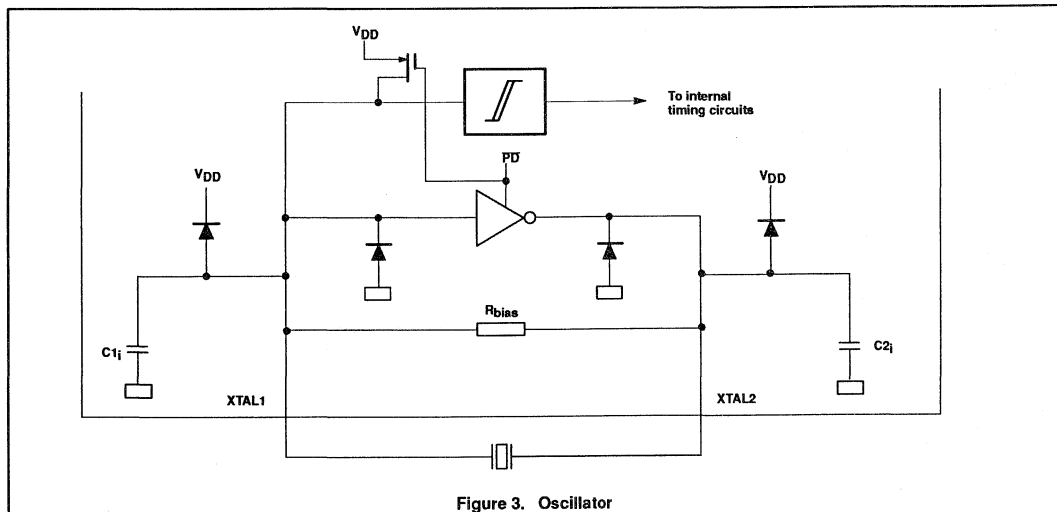 VDD
To internal
timing circuits
PD
VDD
VDD
Rbias
C1i
C2i
XTAL1
XTAL2
Figure 3. Oscillator